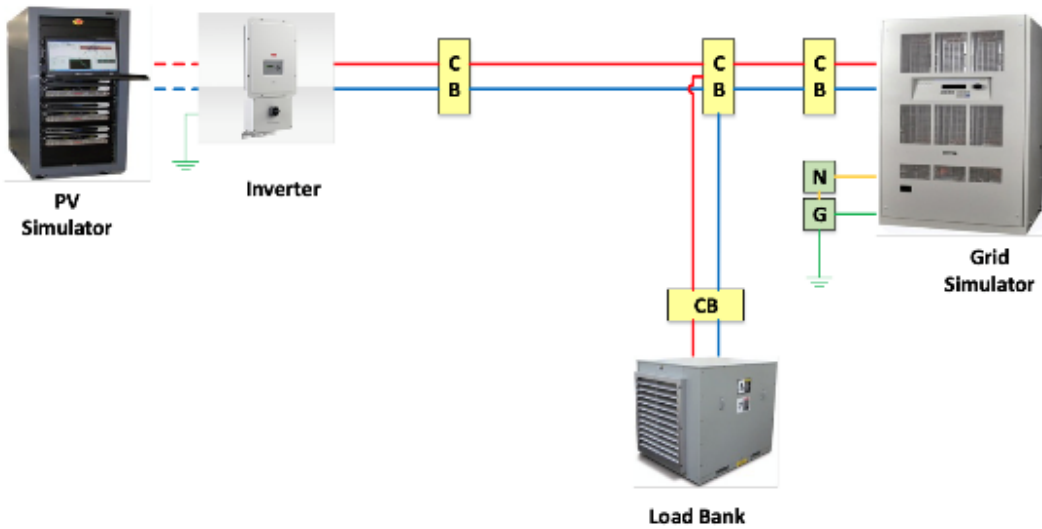 C
B
C
B
C
B
N
G
PV
Simulator
Inverter
Grid
Simulator
CB
Load Bank